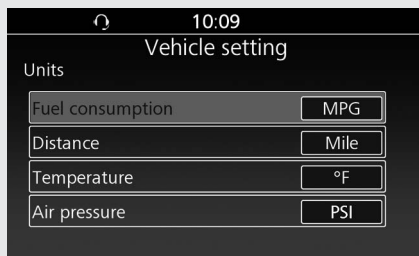 10:09
Vehicle setting
Units
Fuel consumption MPG
Distance Mile
Temperature °F
Air pressure PSI